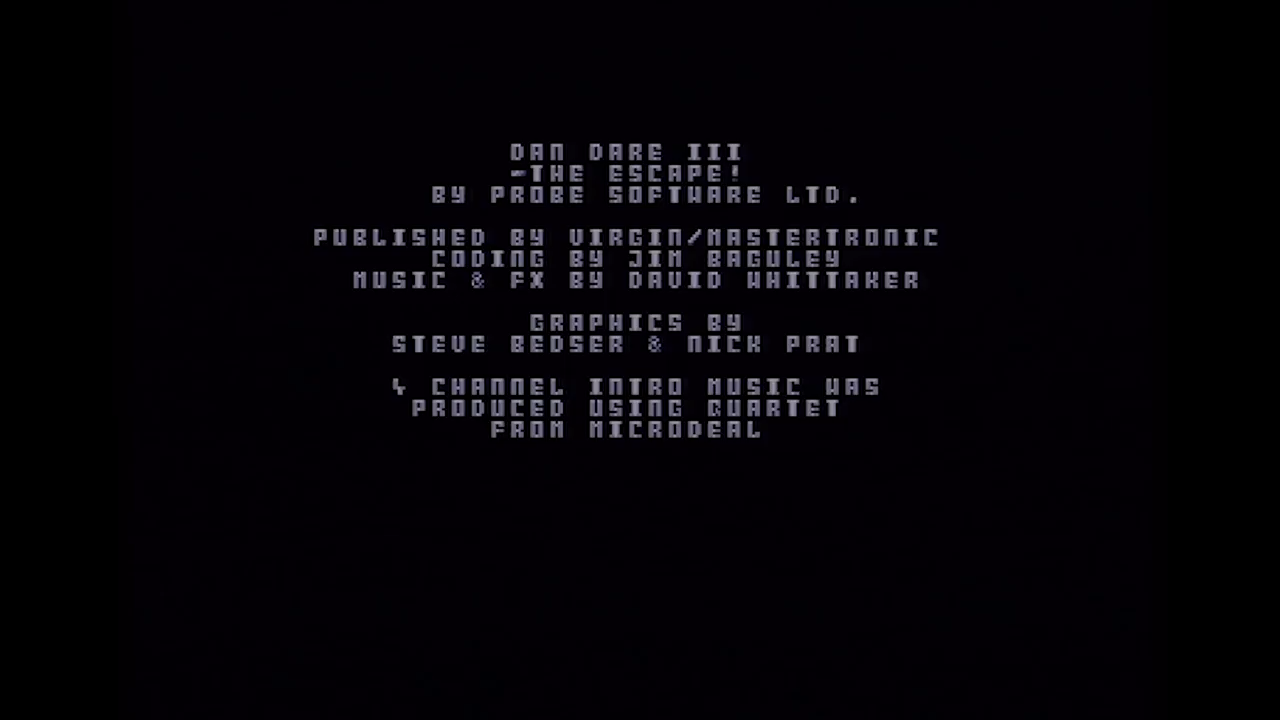 DAN DARE III
-THE ESCAPE!
BY PROBE SOFTWARE LTD.
PUBLISHED BY VIRGIN/MASTERTRONIC
CODING BY JIM BAGULEY
MUSIC & FX BY DAVID WHITTAKER
GRAPHICS BY
STEVE BEDSER & NICK PRAT
4 CHANNEL INTRO MUSIC WAS
PRODUCED USING QUARTET
FROM MICRODEAL